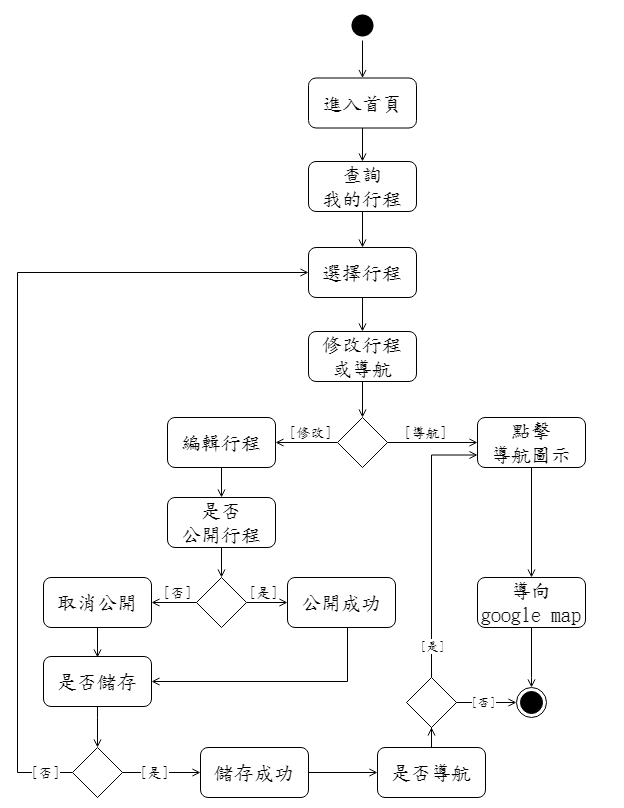 進入首頁
查詢
我的行程
選擇行程
修改行程
或導航
[修改]
[導航]
編輯行程
點擊
導航圖示
是否
公開行程
[否]
[是]
取消公開
公開成功
導向
google map
[是]
是否儲存
[否]
[否]
[是]
儲存成功
是否導航